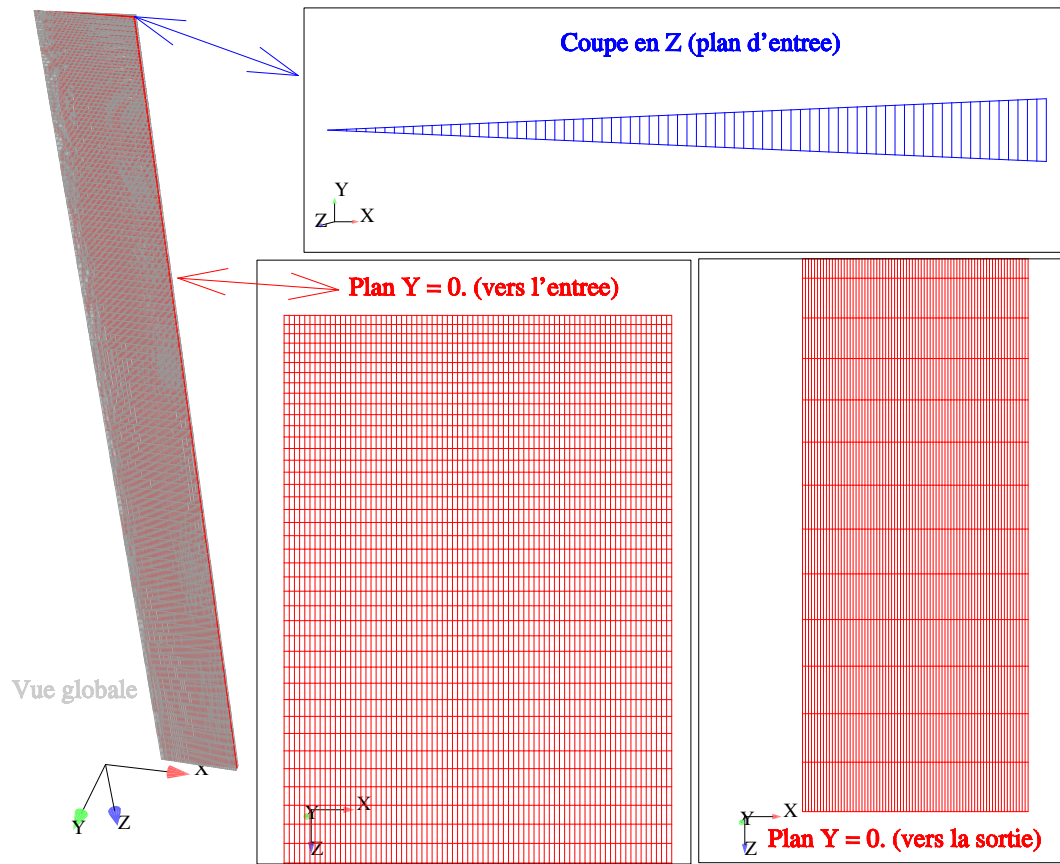 Coupe en Z (plan d'entree)
Y
Z X
Plan Y = 0. (vers l'entree)
Vue globale
X
Y Z
Y X
Z
Y X
Z
Plan Y = 0. (vers la sortie)